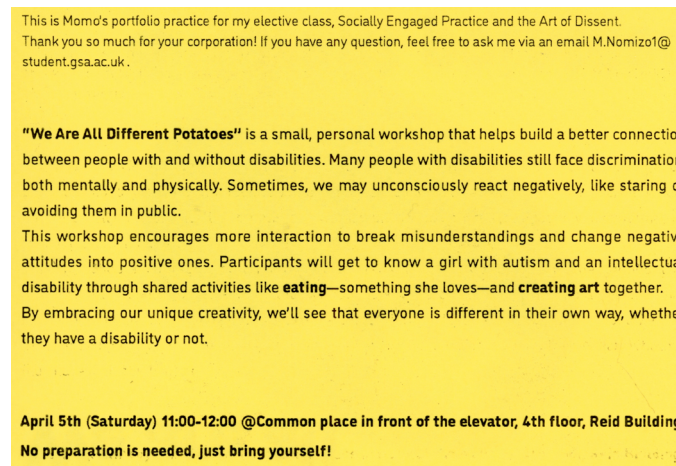 This is Momo's portfolio practice for my elective class, Socially Engaged Practice and the Art of Dissent.
Thank you so much for your corporation! If you have any question, feel free to ask me via an email M.Nomizo1@
student.gsa.ac.uk .
"We Are All Different Potatoes" is a small, personal workshop that helps build a better connectio
between people with and without disabilities. Many people with disabilities still face discriminatio
both mentally and physically. Sometimes, we may unconsciously react negatively, like staring o
avoiding them in public.
This workshop encourages more interaction to break misunderstandings and change negativ
attitudes into positive ones. Participants will get to know a girl with autism and an intellectua
disability through shared activities like eating—something she loves—and creating art together.
By embracing our unique creativity, we'll see that everyone is different in their own way, whethe
they have a disability or not.
April 5th (Saturday) 11:00-12:00 @Common place in front of the elevator, 4th floor, Reid Building
No preparation is needed, just bring yourself!